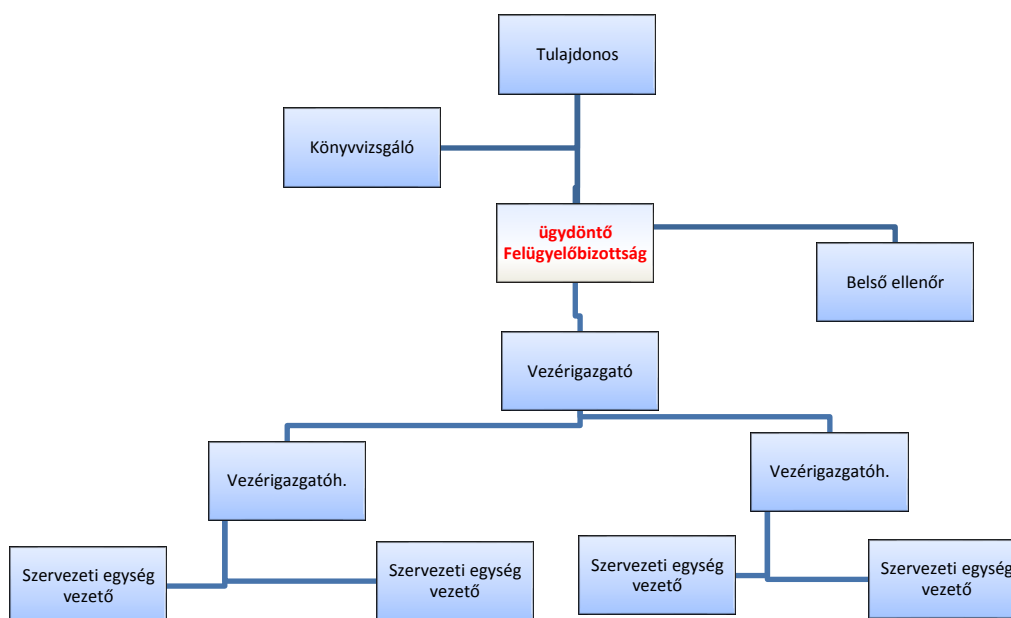 Tulajdonos
Könyvvizsgáló
ügydöntő
Felügyelőbizottság
Belső ellenőr
Vezérigazgató
Vezérigazgatóh.
Vezérigazgatóh.
Szervezeti egység
vezető
Szervezeti egység
vezető
Szervezeti egység
vezető
Szervezeti egység
vezető